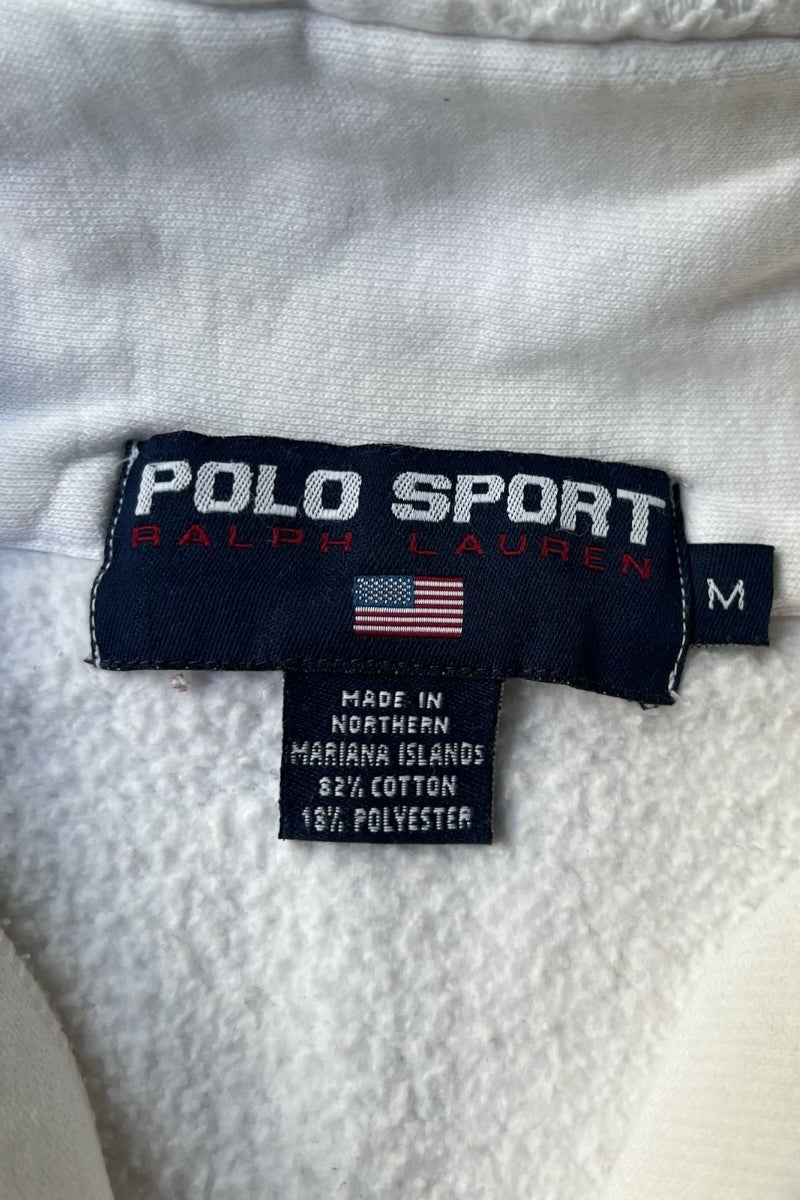 POLO SPORT
RALPH LAUREN
M
MADE IN
NORTHERN
MARIANA ISLANDS
82% COTTON
18% POLYESTER